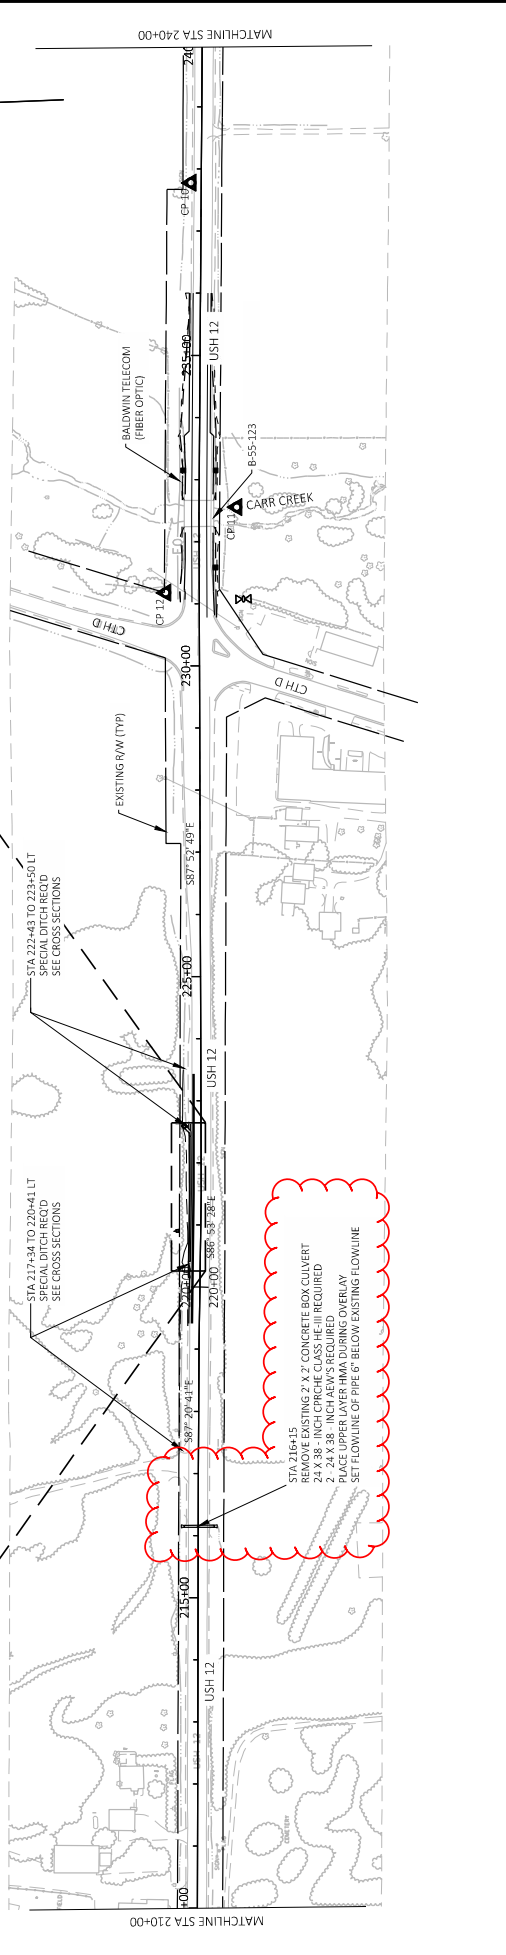 MATCHLINE STA 240+00
240
CP 10
BALDWIN TELECOM
(FIBER OPTIC)
235+00
USH 12
B-55-123
CARR CREEK
CP 11
CP 12
CTH D
230+00
CTH D
EXISTING R/W (TYP)
S87° 52' 49"E
STA 222+43 TO 223+50 LT
SPECIAL DITCH REQ'D
SEE CROSS SECTIONS
225+00
USH 12
STA 217+34 TO 220+41 LT
SPECIAL DITCH REQ'D
SEE CROSS SECTIONS
S86° 53' 28"E
220+00
220+00
S87° 20' 41"E
STA 216+15
REMOVE EXISTING 2' X 2' CONCRETE BOX CULVERT
24 X 38 - INCH CPRCHE CLASS HE-III REQUIRED
2 - 24 X 38 - INCH AEW'S REQUIRED
PLACE UPPER LAYER HMA DURING OVERLAY
SET FLOWLINE OF PIPE 6" BELOW EXISTING FLOWLINE
215+00
USH 12
USH 12
CEMETERY
+00
MATCHLINE STA 210+00